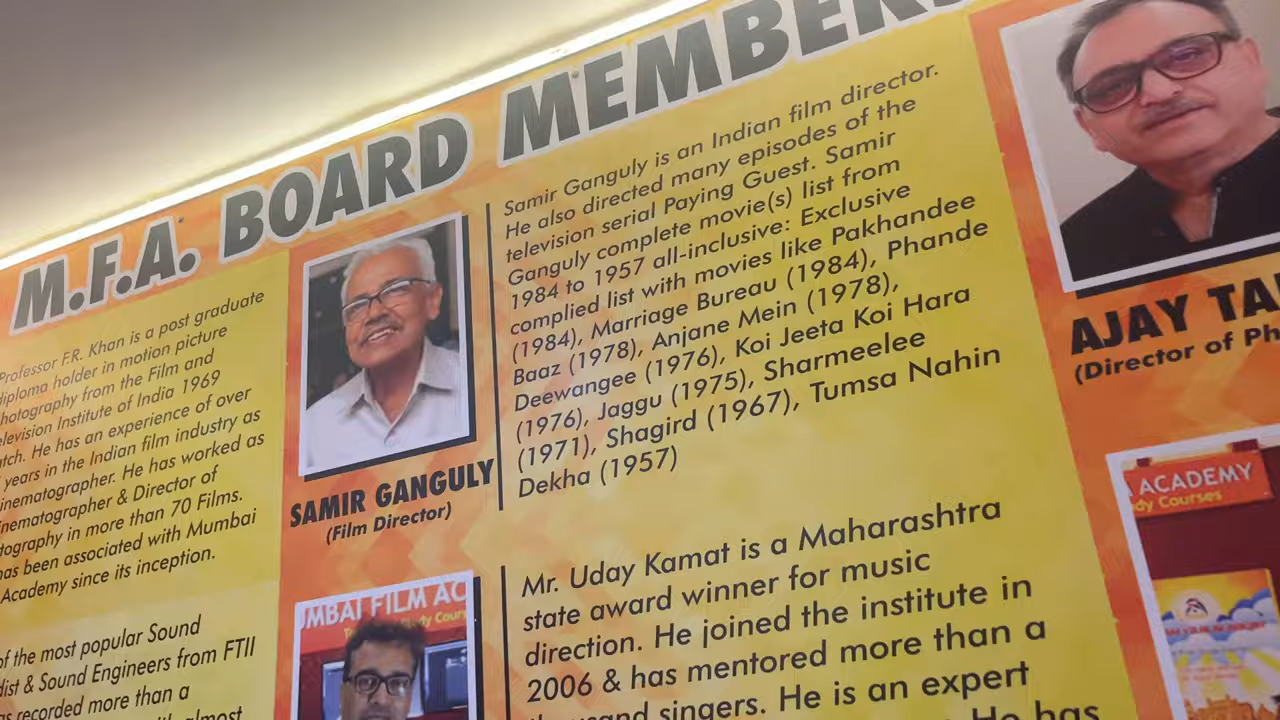 M.F.A. BOARD MEMBERS
Professor F.R. Khan is a post graduate
diploma holder in motion picture
photography from the Film and
Television Institute of India 1969
years in the Indian film industry as
cinematographer. He has worked as
cinematographer & Director of
in more than 70 Films.
has been associated with Mumbai
Academy since its inception.
of the most popular Sound
& Sound Engineers from FTII
recorded more than a
almost
SAMIR GANGULY
(Film Director)
Samir Ganguly is an Indian film director.
He also directed many episodes of the
television serial Paying Guest. Samir
Ganguly complete movie(s) list from
1984 to 1957 all-inclusive: Exclusive
complied list with movies like Pakhandee
(1984), Marriage Bureau (1984), Phande
Baaz (1978), Anjane Mein (1978),
Deewangee (1976), Koi Jeeta Koi Hara
(1976), Jaggu (1975), Sharmeelee
(1971), Shagird (1967), Tumsa Nahin
Dekha (1957)
UMBAI FILM AC
Mr. Uday Kamat is a Maharashtra
state award winner for music
direction. He joined the institute in
2006 & has mentored more than a
thousand singers. He is an expert
He has
AJAY TA
(Director of Ph
ACADEMY
dy Courses